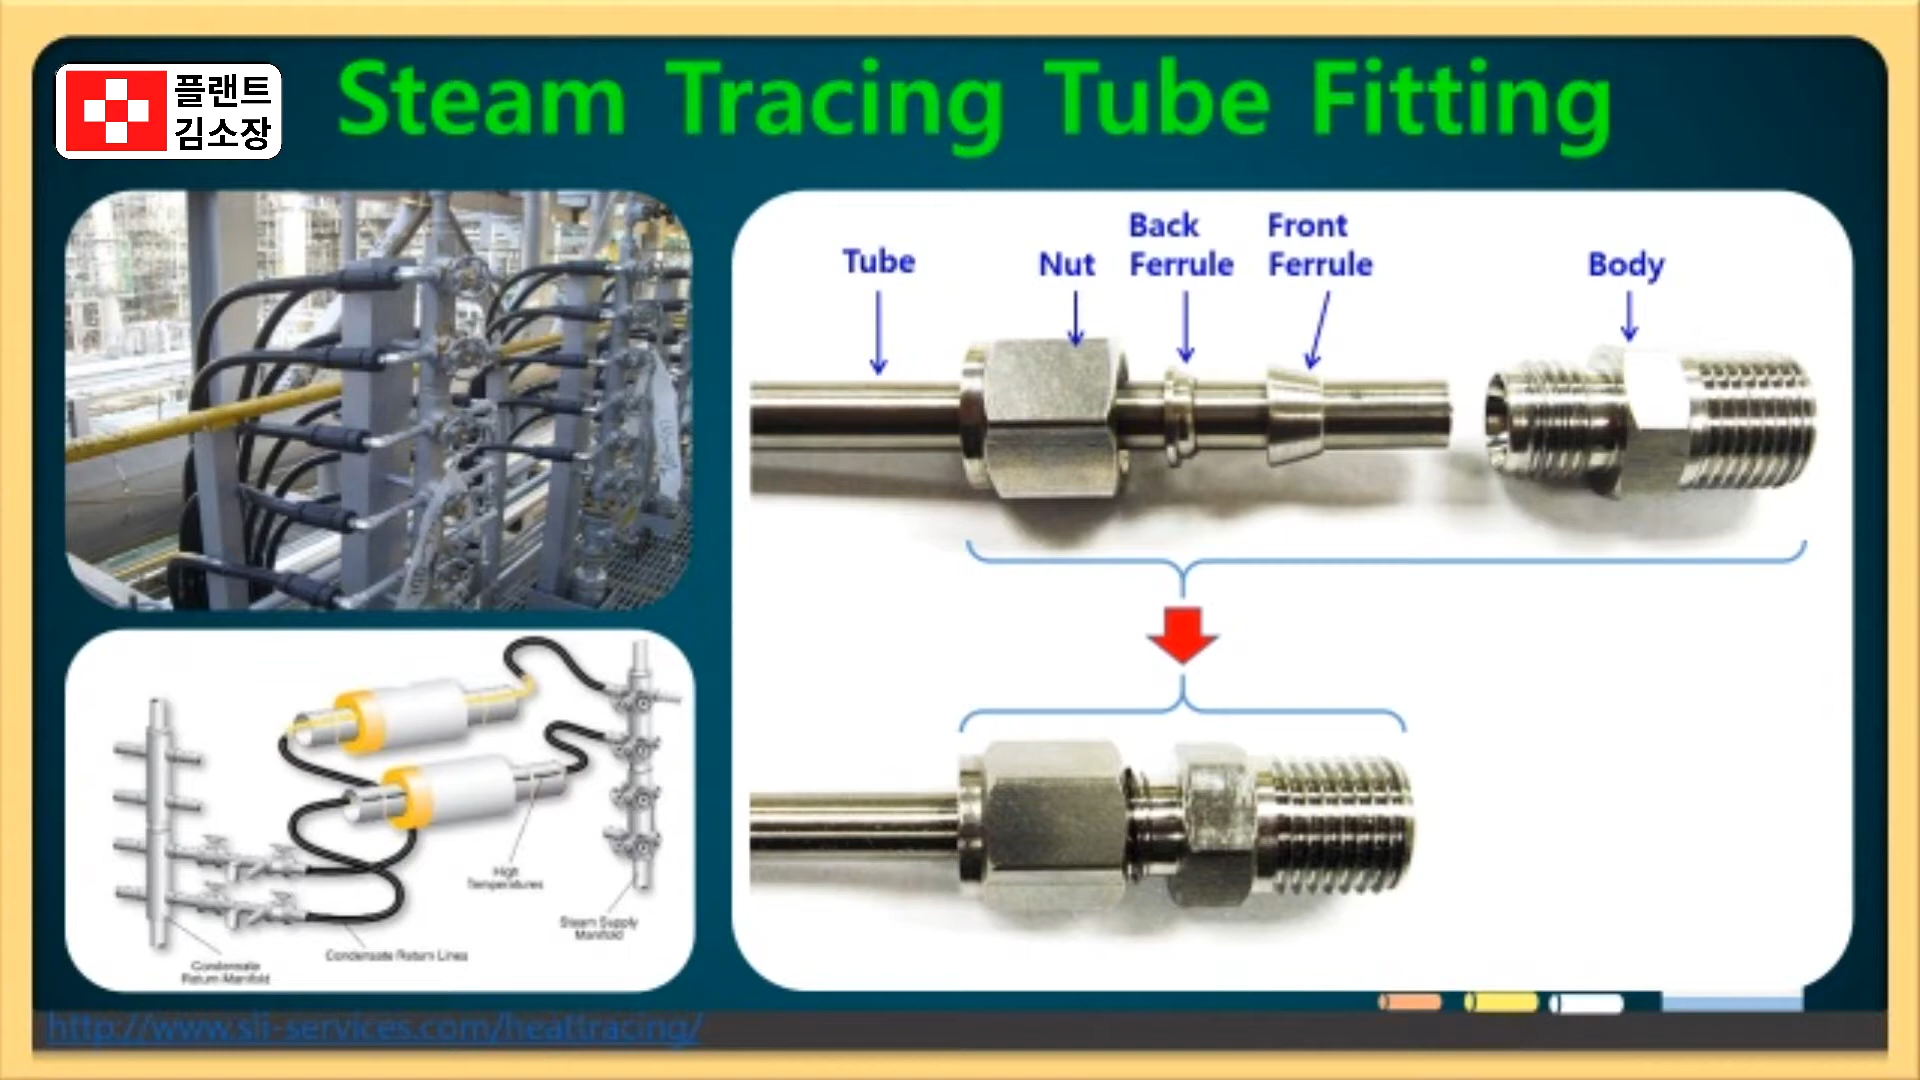 플랜트
김소장
Steam Tracing Tube Fitting
Tube
Nut
Back
Ferrule
Front
Ferrule
Body
High
Temperatures
Steam Supply
Manifold
Condensate Return Lines
Condensate
Return Manifold
http://www.sli-services.com/heattracing/